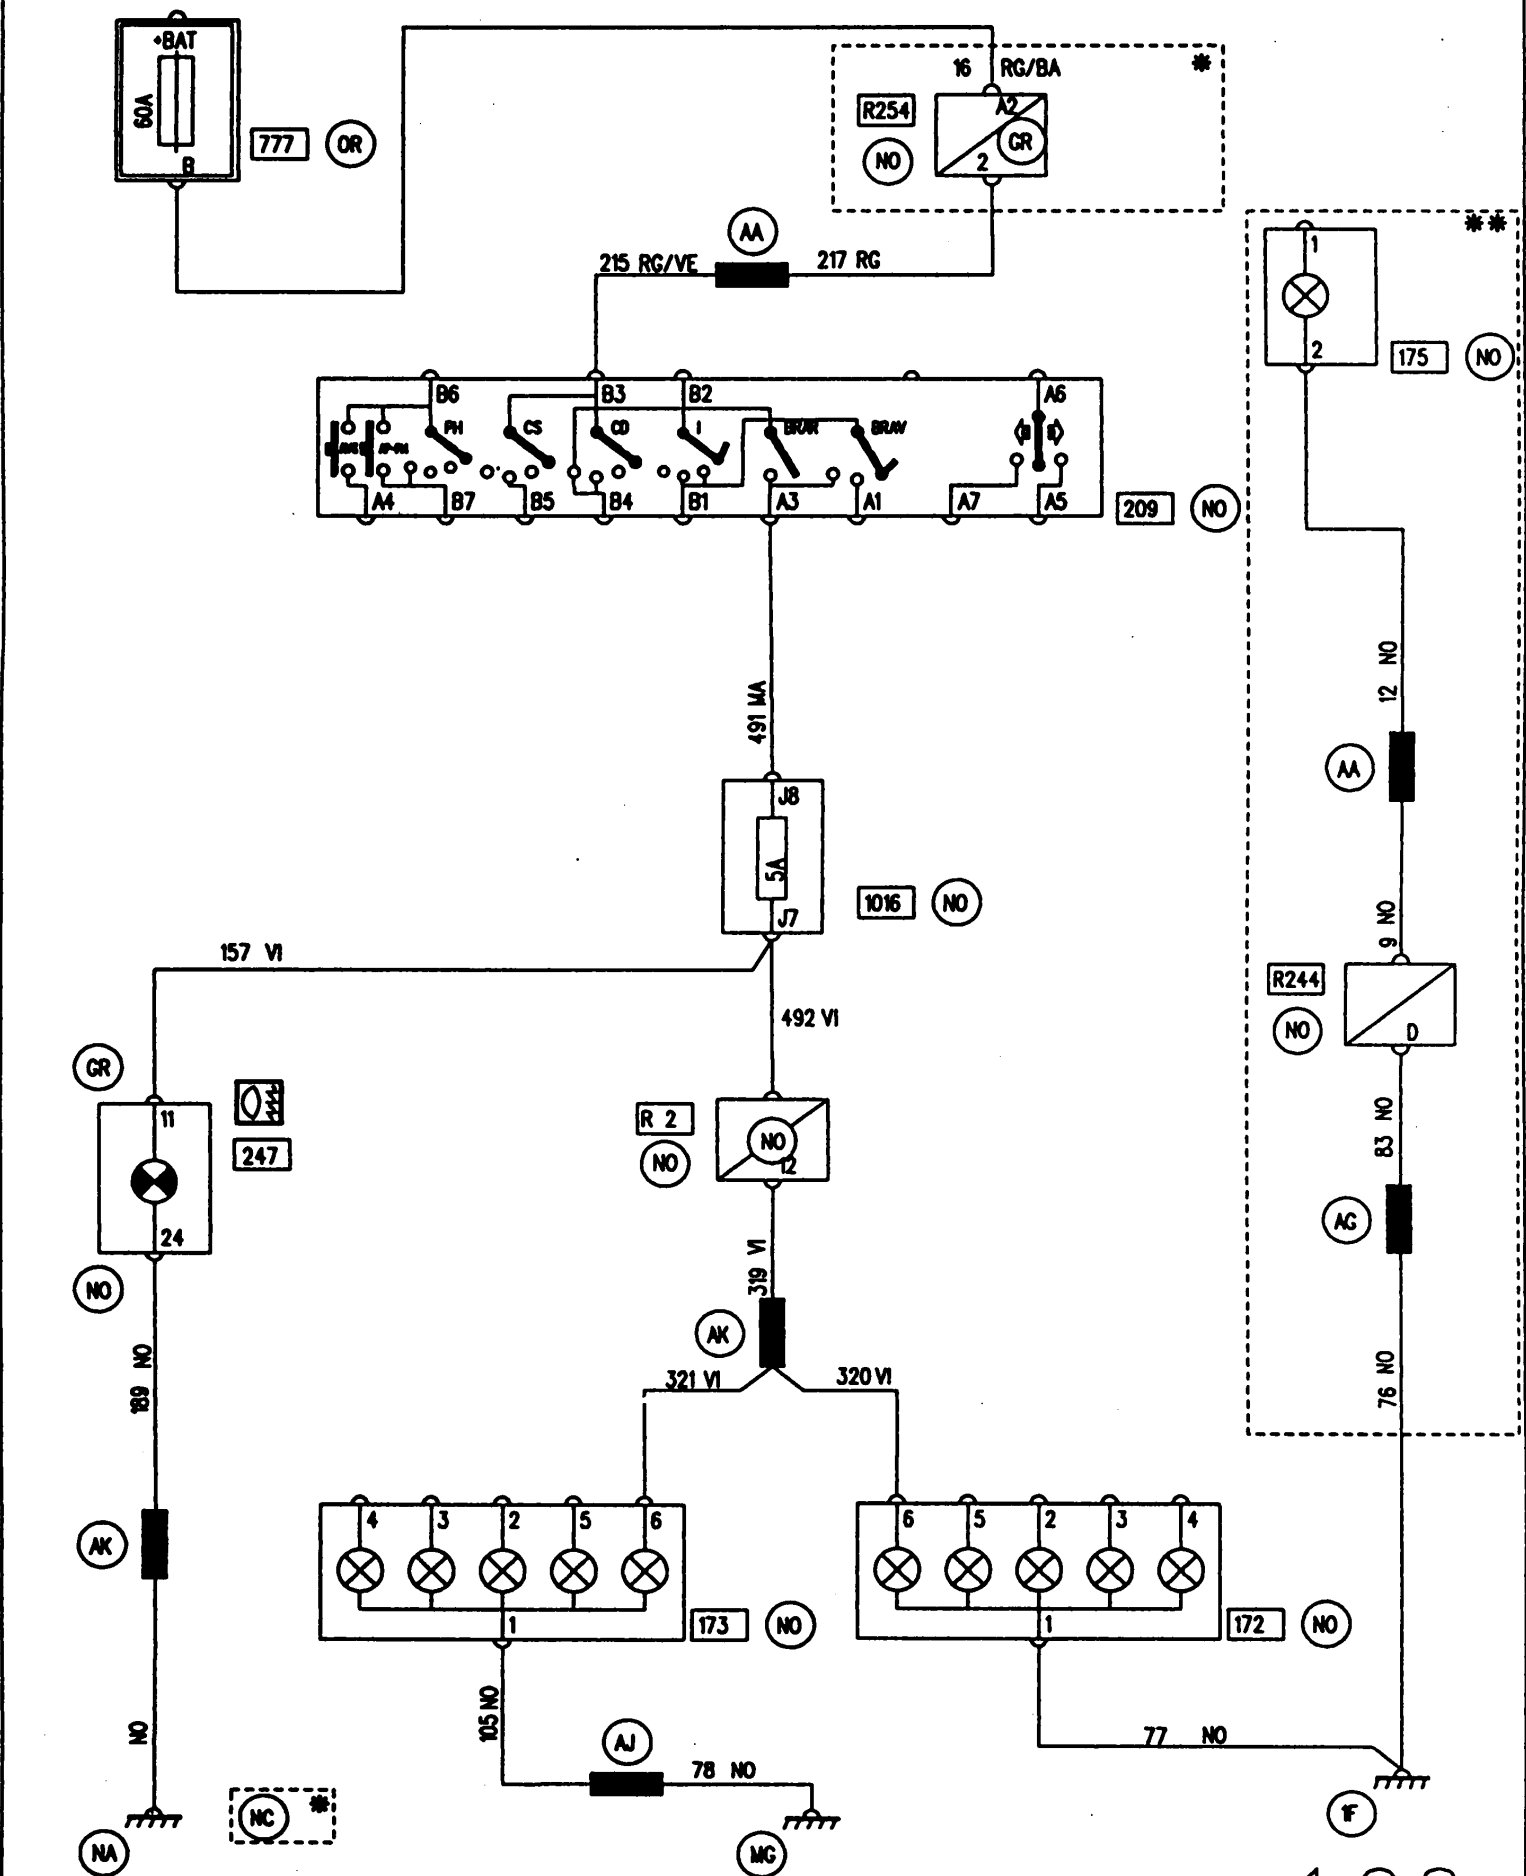 +BAT
60A
B
777
OR
16 RG/BA
*
R254
A2
GR
NO
2
AA
215 RG/VE
217 RG
**
1
2
175
NO
B6
B3
B2
A6
PH
CS
CD
I
BRAR
BRAV
A4
B7
B5
B4
B1
A3
A1
A7
A5
209
NO
491 MA
12 NO
AA
J8
5A
J7
1016
NO
9 NO
157 VI
492 VI
R244
NO
D
GR
11
247
24
NO
R 2
NO
NO
12
83 NO
AG
319 VI
AK
189 NO
321 VI
320 VI
76 NO
AK
4
3
2
5
6
1
173
NO
6
5
2
3
4
1
172
NO
NO
105 NO
AJ
78 NO
77 NO
NC
*
NA
MG
1F